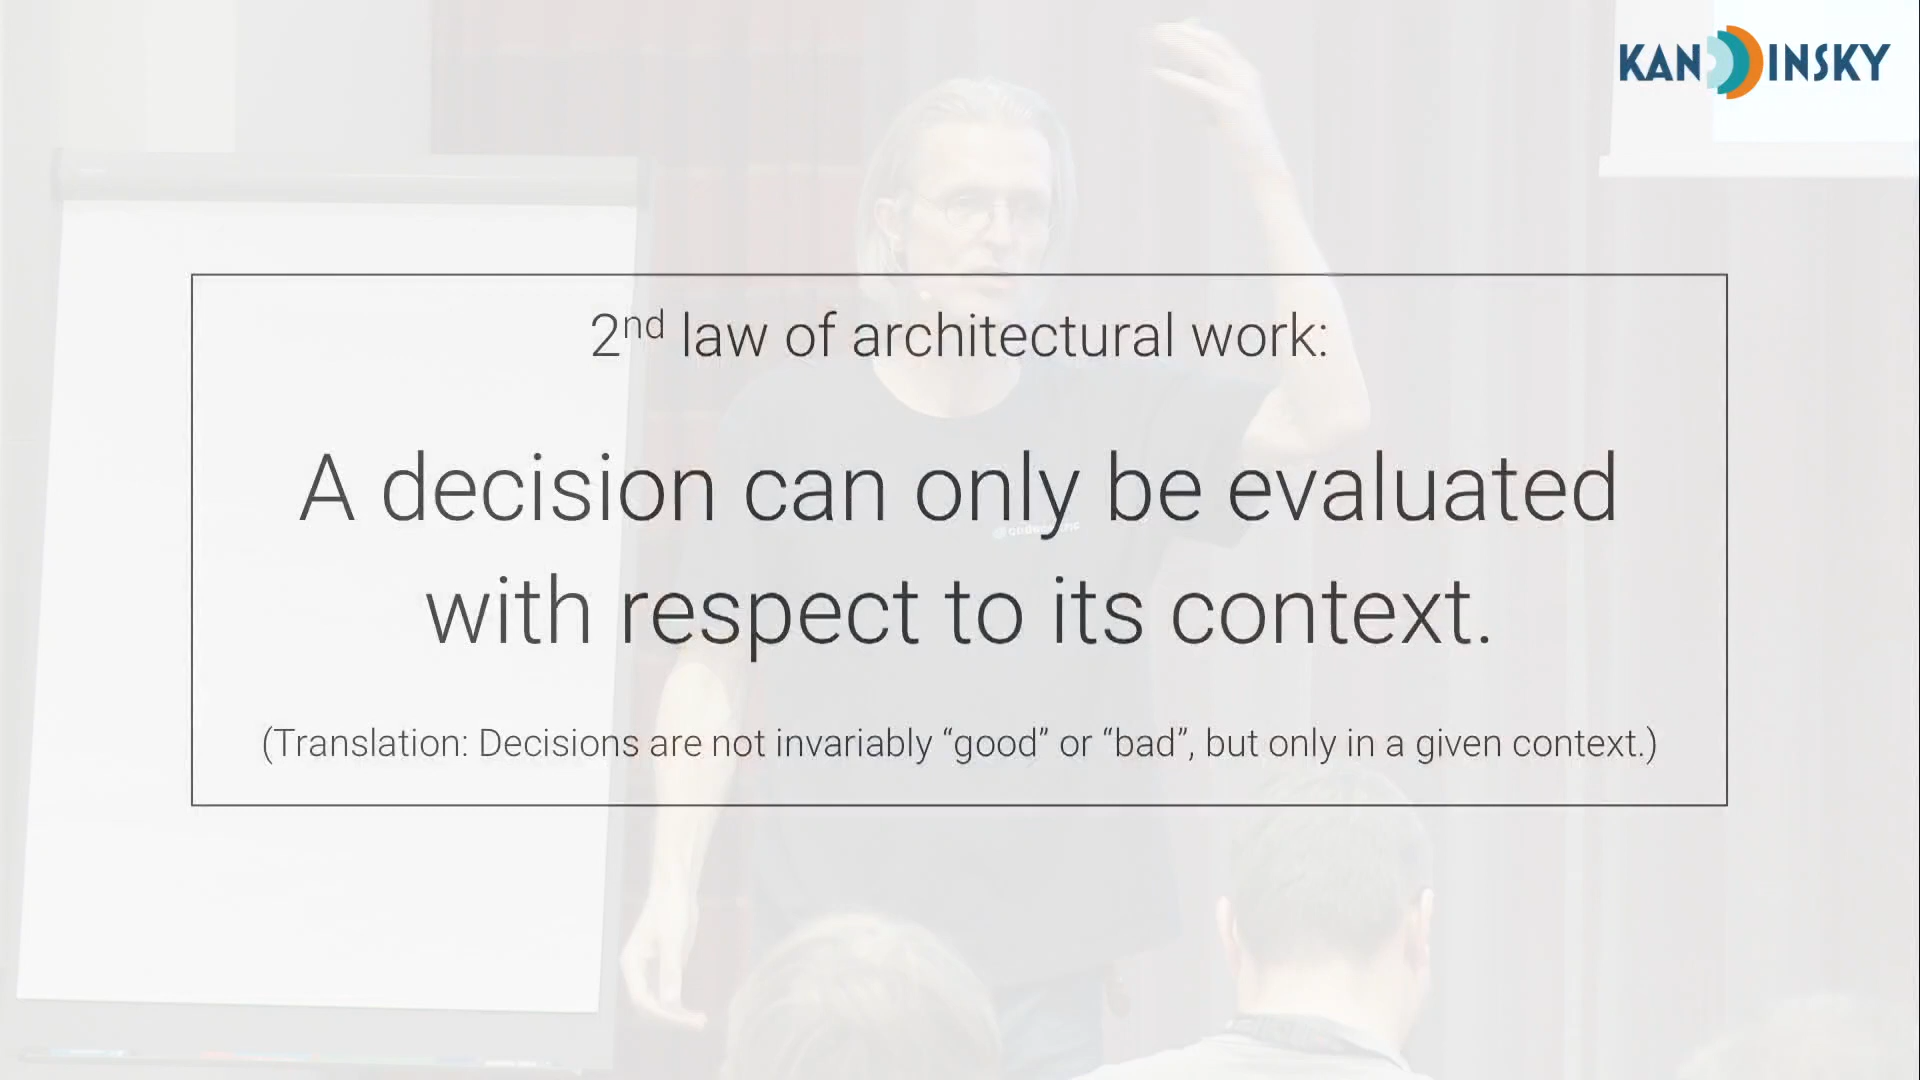 KANDINSKY
2nd law of architectural work:
A decision can only be evaluated
with respect to its context.
(Translation: Decisions are not invariably “good” or “bad”, but only in a given context.)